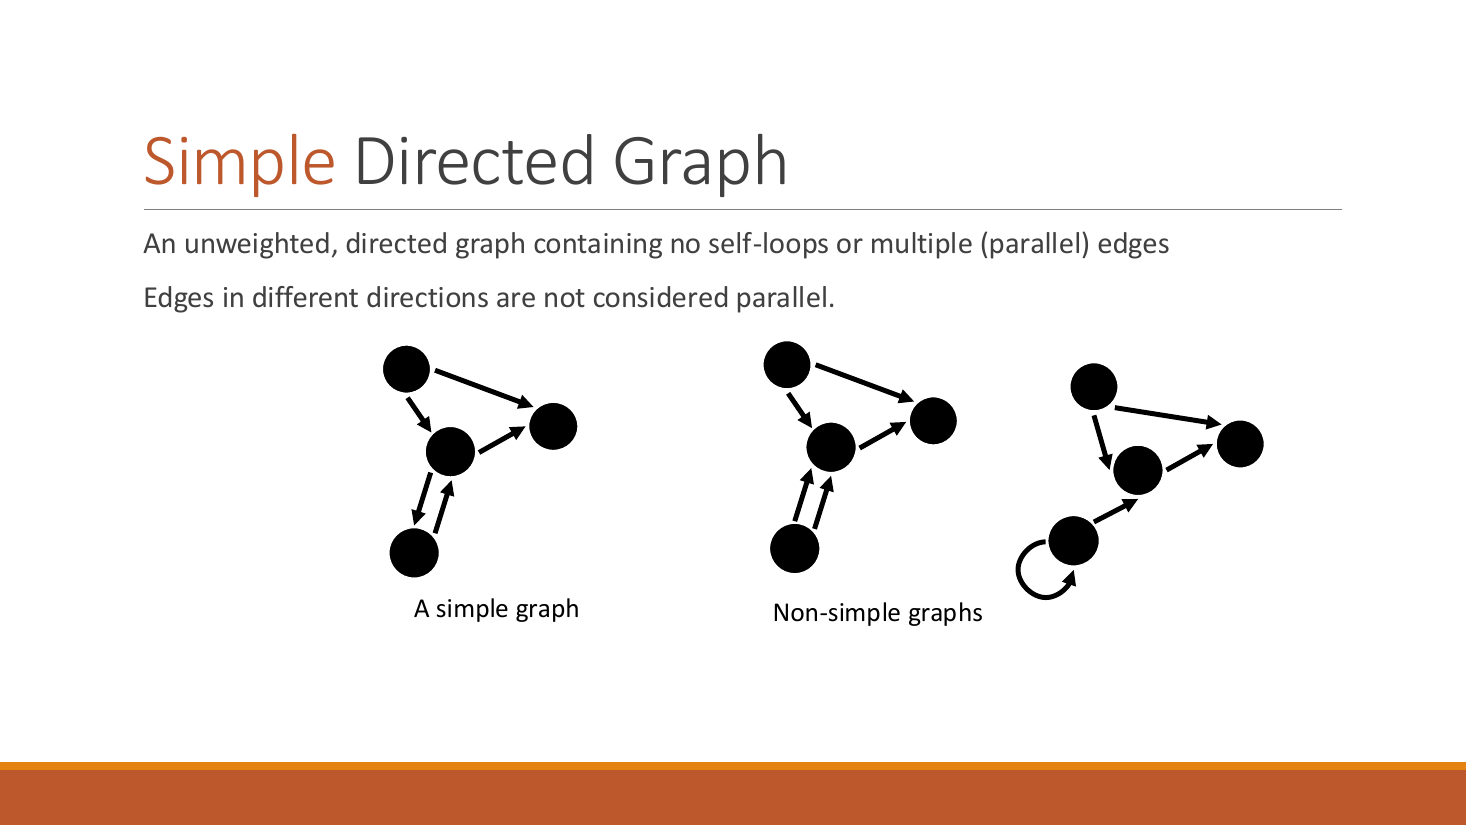 Simple Directed Graph
An unweighted, directed graph containing no self-loops or multiple (parallel) edges
Edges in different directions are not considered parallel.
A simple graph
Non-simple graphs